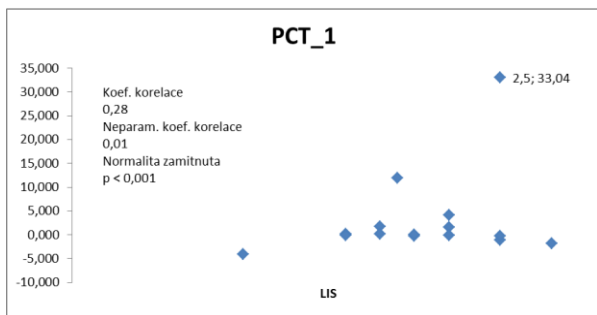 PCT_1
35,000
30,000
25,000
20,000
15,000
10,000
5,000
0,000
-5,000
-10,000
Koef. korelace
0,28
Neparam. koef. korelace
0,01
Normalita zamitnuta
p < 0,001
2,5; 33,04
LIS